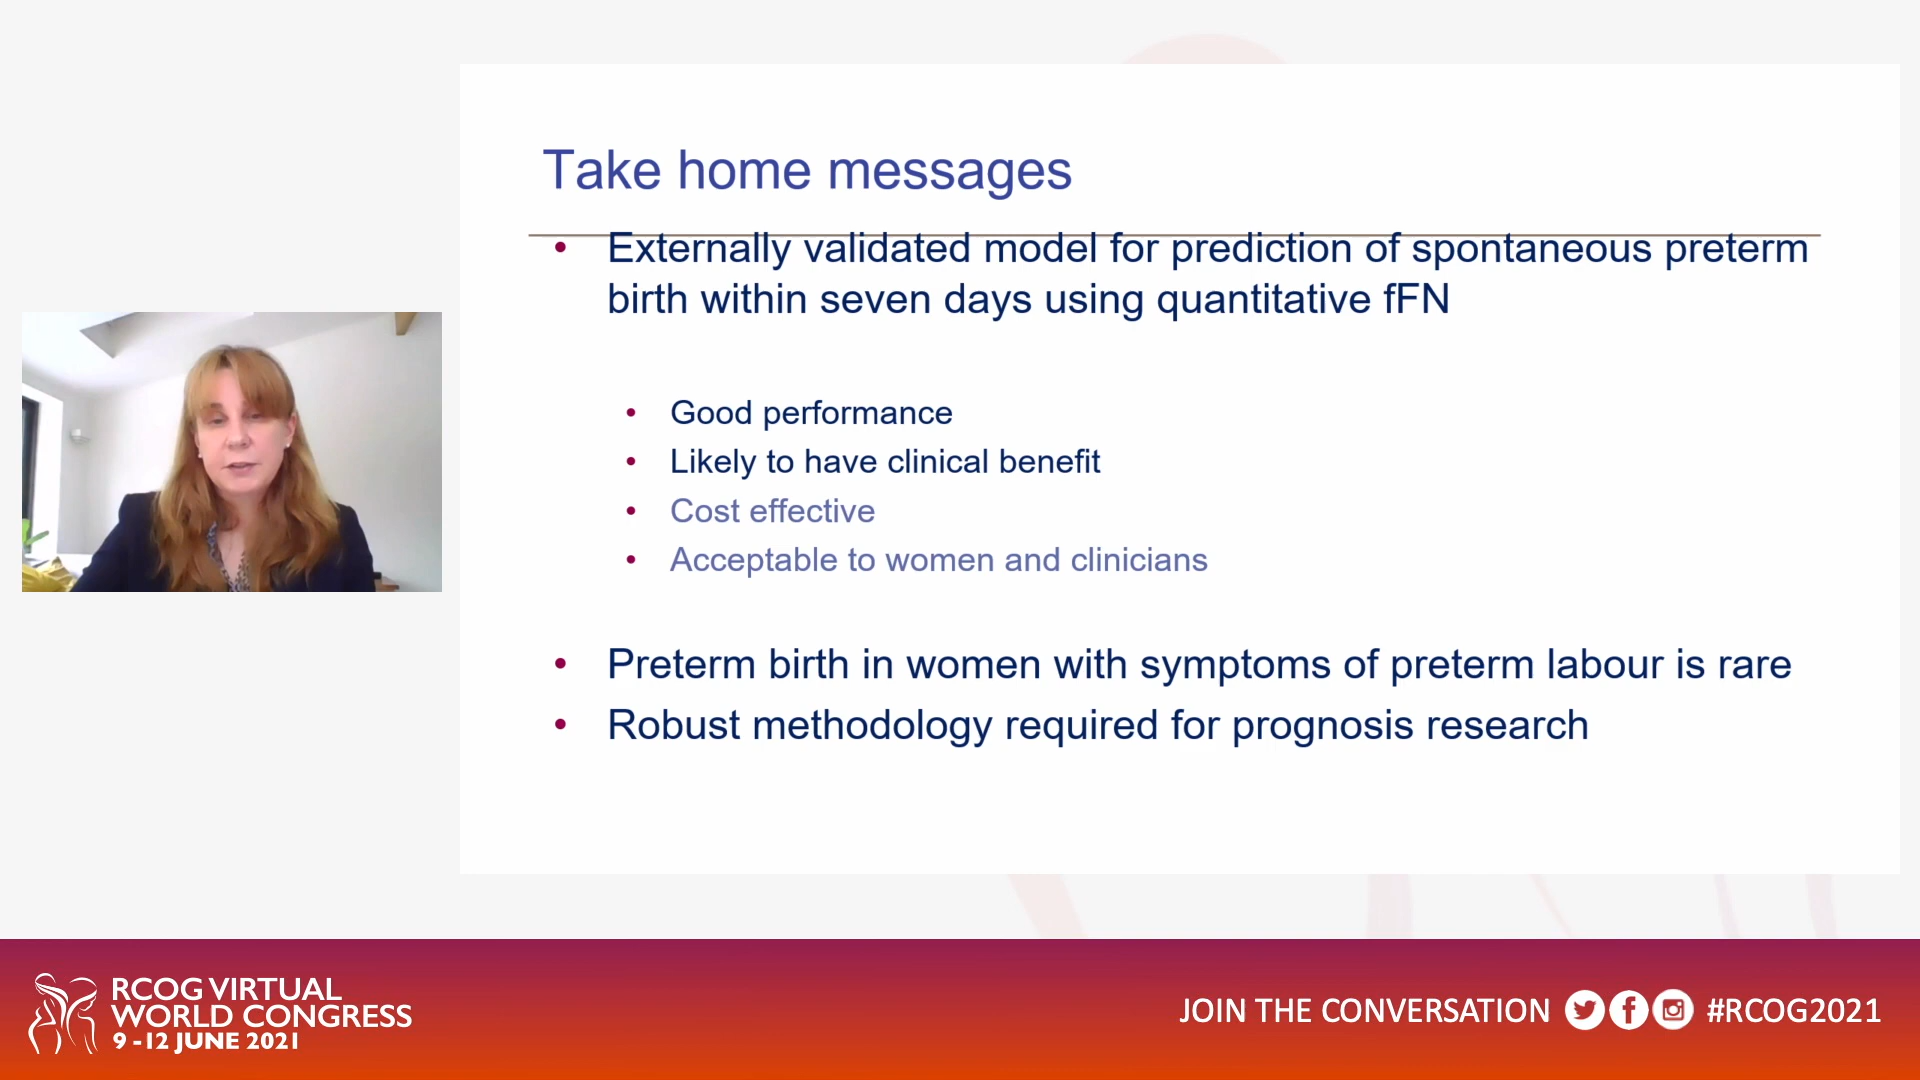 Take home messages
• Externally validated model for prediction of spontaneous preterm
birth within seven days using quantitative fFN
• Good performance
• Likely to have clinical benefit
• Cost effective
• Acceptable to women and clinicians
• Preterm birth in women with symptoms of preterm labour is rare
• Robust methodology required for prognosis research
RCOG VIRTUAL
WORLD CONGRESS
9 - 12 JUNE 2021
JOIN THE CONVERSATION #RCOG2021